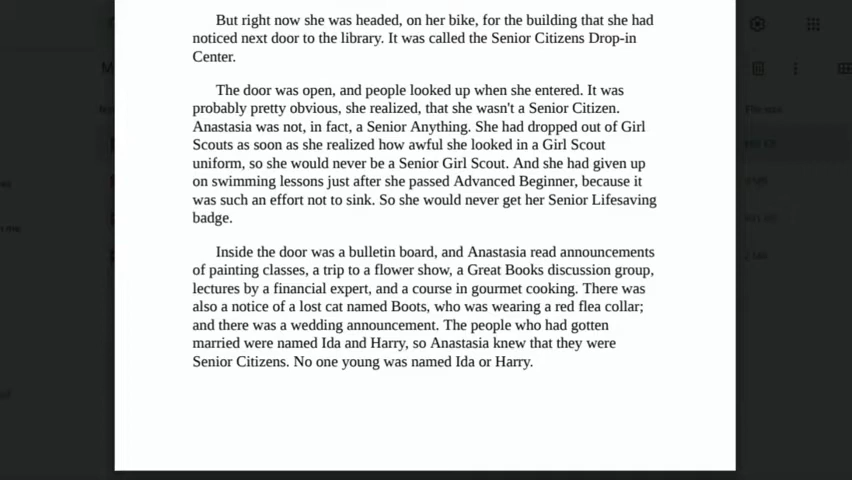 But right now she was headed, on her bike, for the building that she had
noticed next door to the library. It was called the Senior Citizens Drop-in
Center.
The door was open, and people looked up when she entered. It was
probably pretty obvious, she realized, that she wasn't a Senior Citizen.
Anastasia was not, in fact, a Senior Anything. She had dropped out of Girl
Scouts as soon as she realized how awful she looked in a Girl Scout
uniform, so she would never be a Senior Girl Scout. And she had given up
on swimming lessons just after she passed Advanced Beginner, because it
was such an effort not to sink. So she would never get her Senior Lifesaving
badge.
Inside the door was a bulletin board, and Anastasia read announcements
of painting classes, a trip to a flower show, a Great Books discussion group,
lectures by a financial expert, and a course in gourmet cooking. There was
also a notice of a lost cat named Boots, who was wearing a red flea collar;
and there was a wedding announcement. The people who had gotten
married were named Ida and Harry, so Anastasia knew that they were
Senior Citizens. No one young was named Ida or Harry.